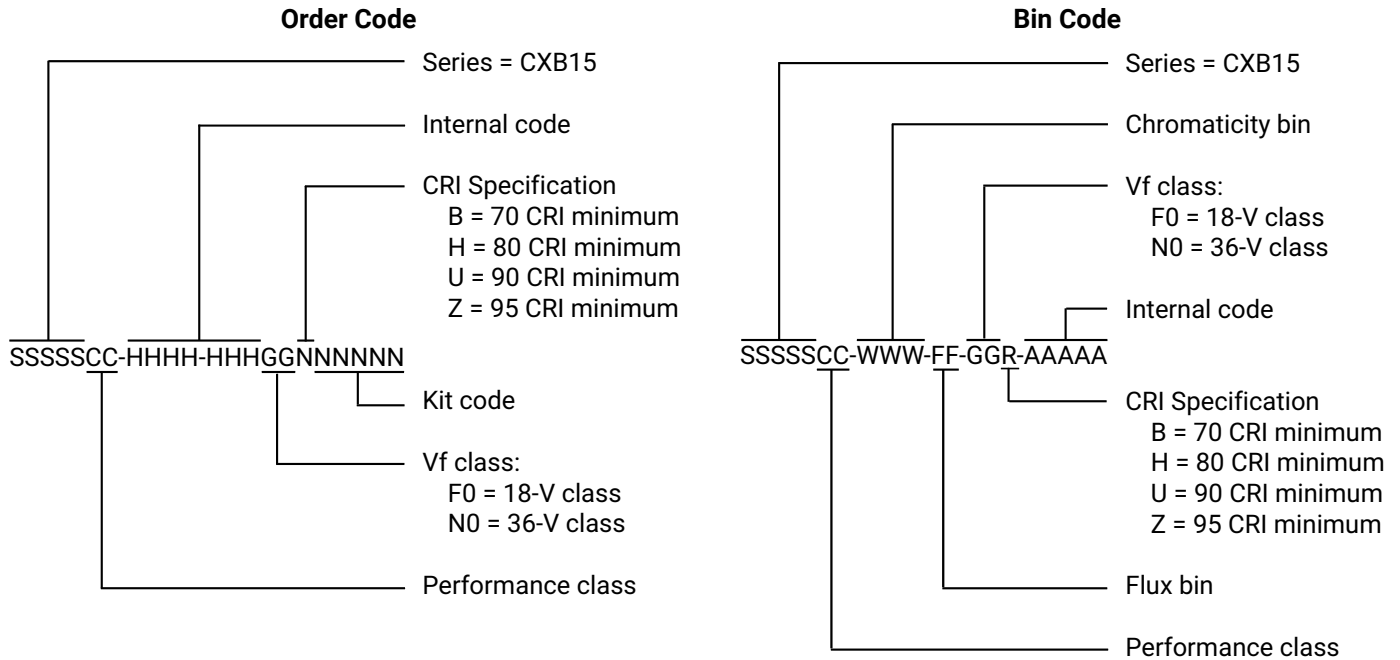 Order Code
Series = CXB15
Internal code
CRI Specification
B = 70 CRI minimum
H = 80 CRI minimum
U = 90 CRI minimum
Z = 95 CRI minimum
SSSSSCC-HHHH-HHHGGNNNNNN
Kit code
Vf class:
F0 = 18-V class
N0 = 36-V class
Performance class
Bin Code
Series = CXB15
Chromaticity bin
Vf class:
F0 = 18-V class
N0 = 36-V class
Internal code
SSSSSCC-WWW-FF-GGR-AAAAA
CRI Specification
B = 70 CRI minimum
H = 80 CRI minimum
U = 90 CRI minimum
Z = 95 CRI minimum
Flux bin
Performance class